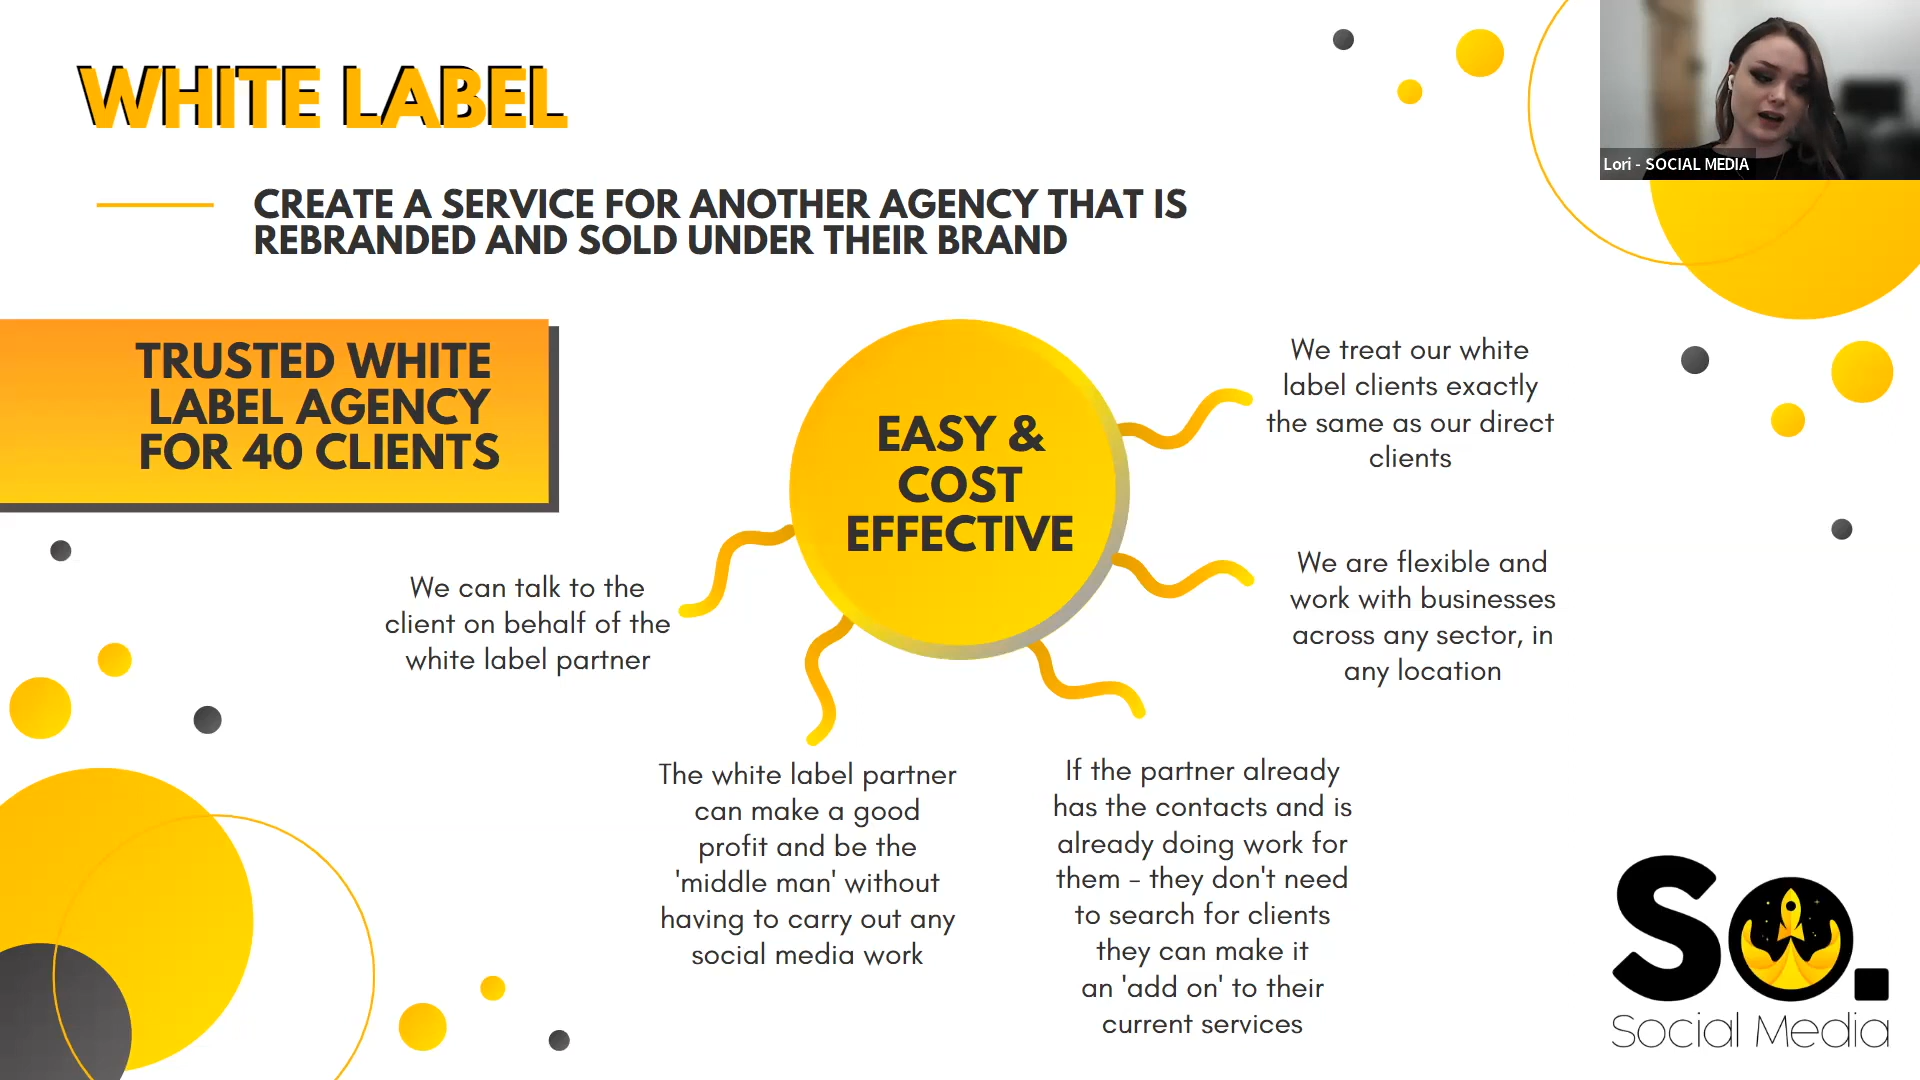 WHITE LABEL
CREATE A SERVICE FOR ANOTHER AGENCY THAT IS
REBRANDED AND SOLD UNDER THEIR BRAND
Lori - SOCIAL MEDIA
TRUSTED WHITE
LABEL AGENCY
FOR 40 CLIENTS
EASY &
COST
EFFECTIVE
We treat our white
label clients exactly
the same as our direct
clients
We are flexible and
work with businesses
across any sector, in
any location
We can talk to the
client on behalf of the
white label partner
The white label partner
can make a good
profit and be the
'middle man' without
having to carry out any
social media work
If the partner already
has the contacts and is
already doing work for
them - they don't need
to search for clients
they can make it
an 'add on' to their
current services
SO.
Social Media